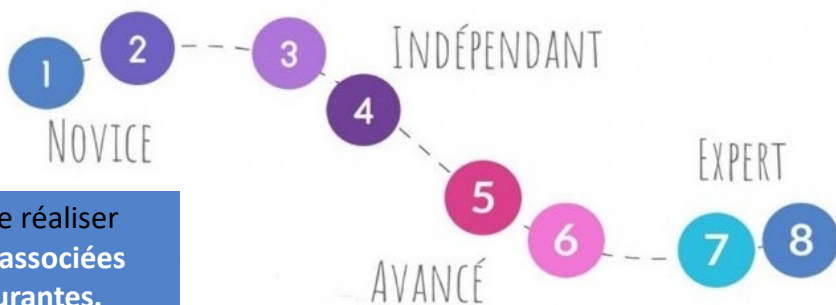 1 2 3 INDÉPENDANT
4
NOVICE
5 EXPERT
6 7 8
AVANCÉ
e réaliser
associées
urantes.